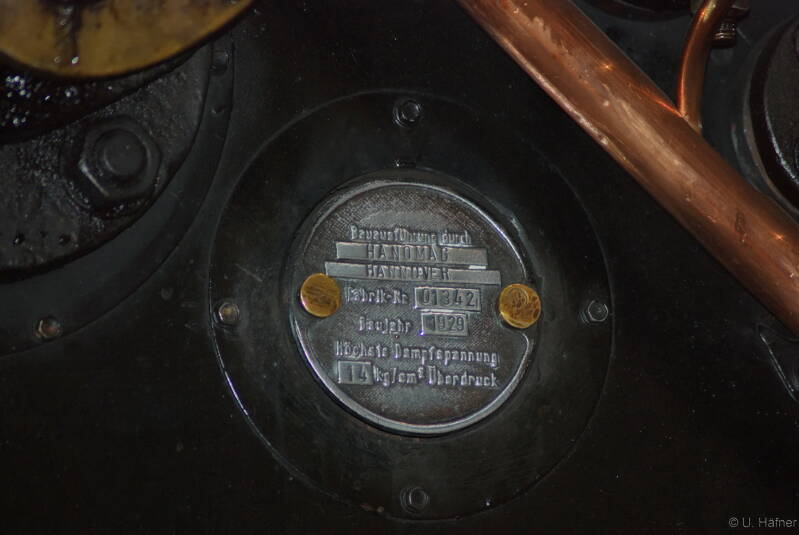 Bauausführung durch
HANOMAG
HANNOVER
Fabrik-Nr. 01342
Baujahr 1929
Höchste Dampfspannung
14 kg/cm² Überdruck
© U. Häfner